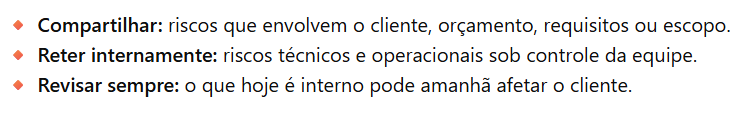 Compartilhar: riscos que envolvem o cliente, orçamento, requisitos ou escopo.
Reter internamente: riscos técnicos e operacionais sob controle da equipe.
Revisar sempre: o que hoje é interno pode amanhã afetar o cliente.